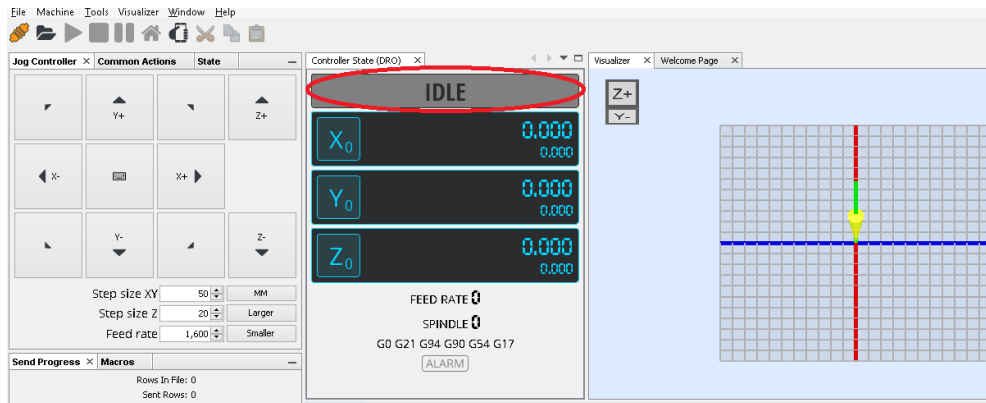 File Machine Tools Visualizer Window Help
Jog Controller × Common Actions State
Y+
Z+
X-
X+
Y-
Z-
Step size XY 50 MM
Step size Z 20 Larger
Feed rate 1,600 Smaller
Send Progress × Macros
Rows In File: 0
Sent Rows: 0
Controller State (DRO) ×
IDLE
X0 0.000
0.000
Y0 0.000
0.000
Z0 0.000
0.000
FEED RATE 0
SPINDLE 0
G0 G21 G94 G90 G54 G17
ALARM
Visualizer × Welcome Page ×
Z+
Y-